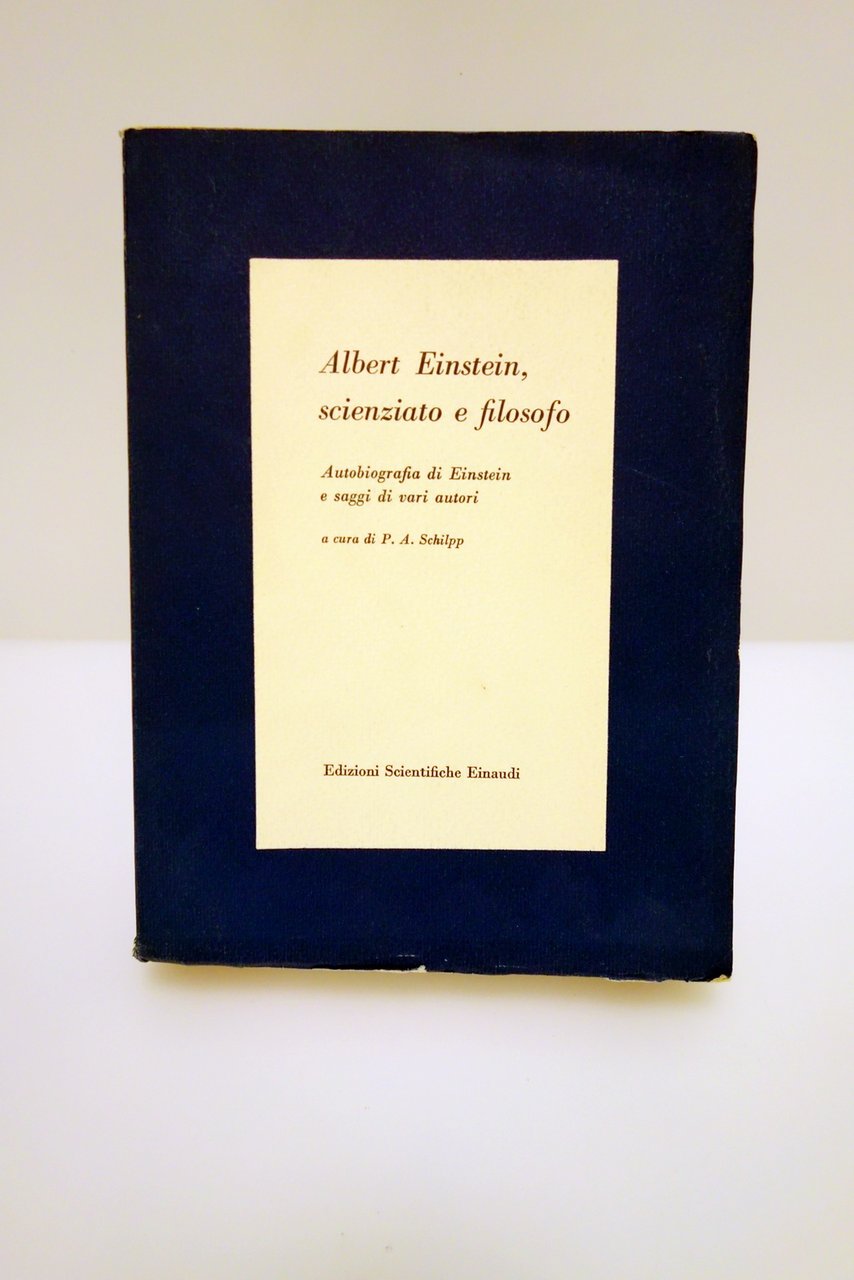 Albert Einstein,
scienziato e filosofo
Autobiografia di Einstein
e saggi di vari autori
a cura di P. A. Schilpp
Edizioni Scientifiche Einaudi